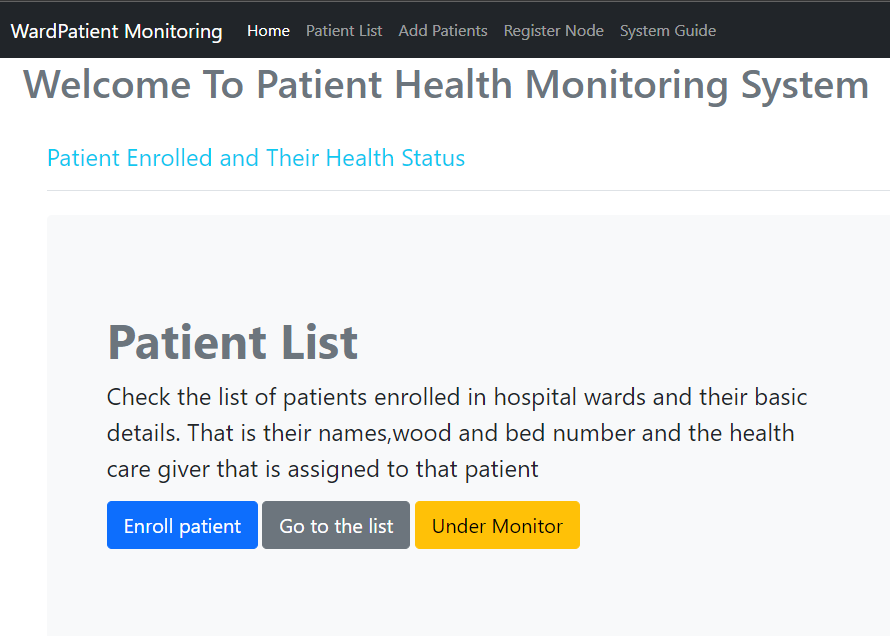 WardPatient Monitoring Home Patient List Add Patients Register Node System Guide
Welcome To Patient Health Monitoring System
Patient Enrolled and Their Health Status
Patient List
Check the list of patients enrolled in hospital wards and their basic
details. That is their names,wood and bed number and the health
care giver that is assigned to that patient
Enroll patient Go to the list Under Monitor